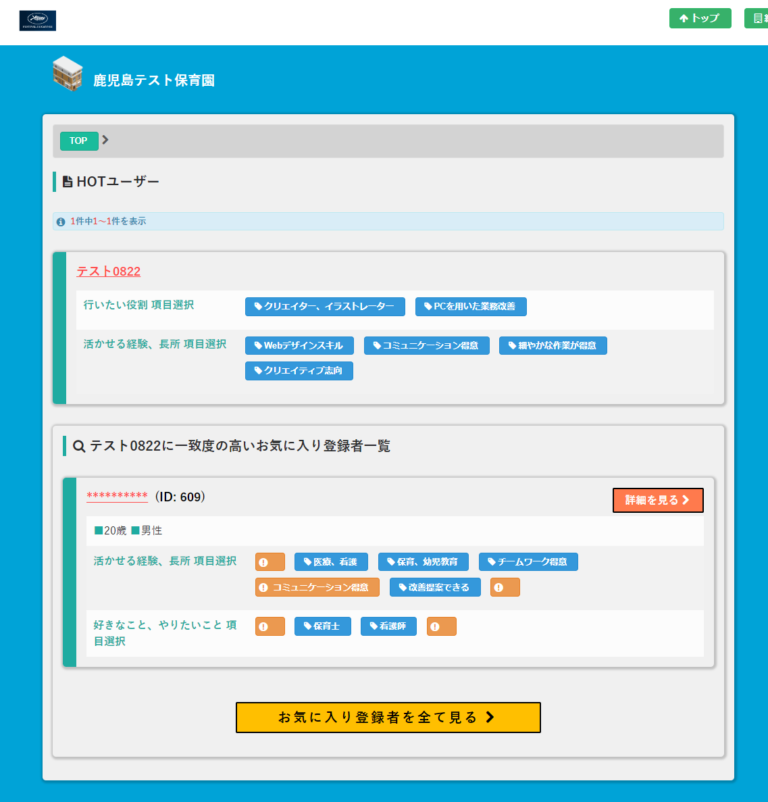 トップ
鹿児島テスト保育園
TOP
HOTユーザー
1件中1～1件を表示
テスト0822
行いたい役割 項目選択
クリエイター、イラストレーター
PCを用いた業務改善
活かせる経験、長所 項目選択
Webデザインスキル
コミュニケーション得意
細やかな作業が得意
クリエイティブ志向
テスト0822に一致度の高いお気に入り登録者一覧
********** (ID: 609)
詳細を見る
■20歳 ■男性
活かせる経験、長所 項目選択
医療、看護
保育、幼児教育
チームワーク得意
コミュニケーション得意
改善提案できる
好きなこと、やりたいこと 項
目選択
保育士
看護師
お気に入り登録者を全て見る